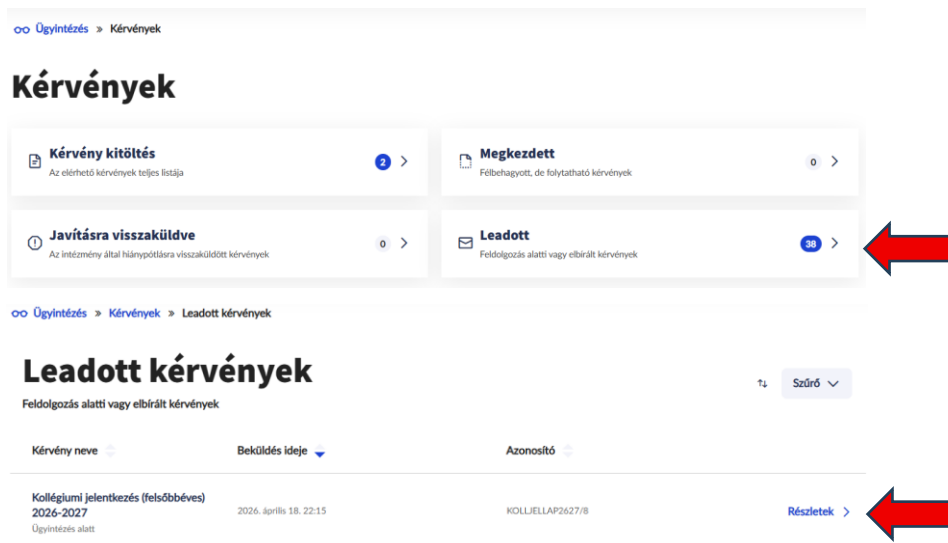 Ügyintézés » Kérvények
Kérvények
Kérvény kitöltés
Az elérhető kérvények teljes listája
2
Megkezdett
Félbehagyott, de folytatható kérvények
0
Javításra visszaküldve
Az intézmény által hiánypótlásra visszaküldött kérvények
0
Leadott
Feldolgozás alatti vagy elbírált kérvények
38
Ügyintézés » Kérvények » Leadott kérvények
Leadott kérvények
Feldolgozás alatti vagy elbírált kérvények
Szűrő
Kérvény neve Beküldés ideje Azonosító
Kollégiumi jelentkezés (felsőbbéves)
2026-2027
Ügyintézés alatt
2026. április 18. 22:15
KOLLJELLAP2627/8
Részletek